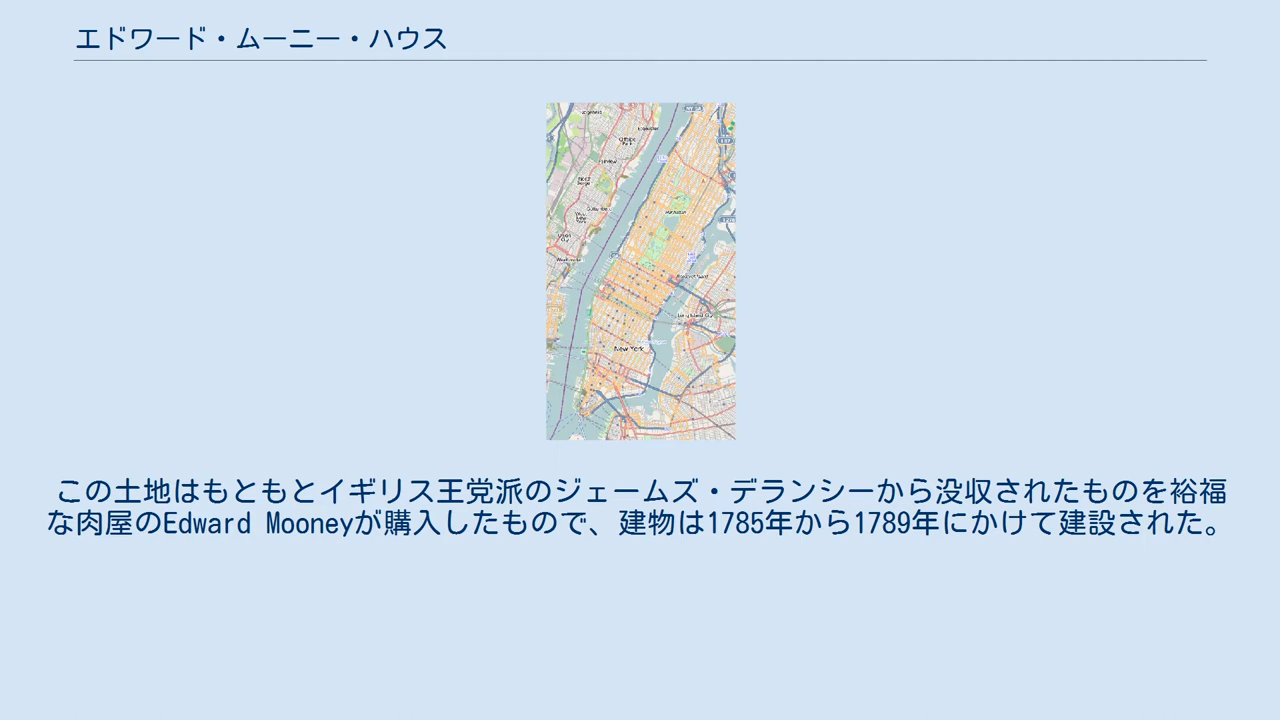 エドワード・ムーニー・ハウス
Manhattan
New York
Long Island City
この土地はもともとイギリス王党派のジェームズ・デランシーから没収されたものを裕福
な肉屋のEdward Mooneyが購入したもので、建物は1785年から1789年にかけて建設された。